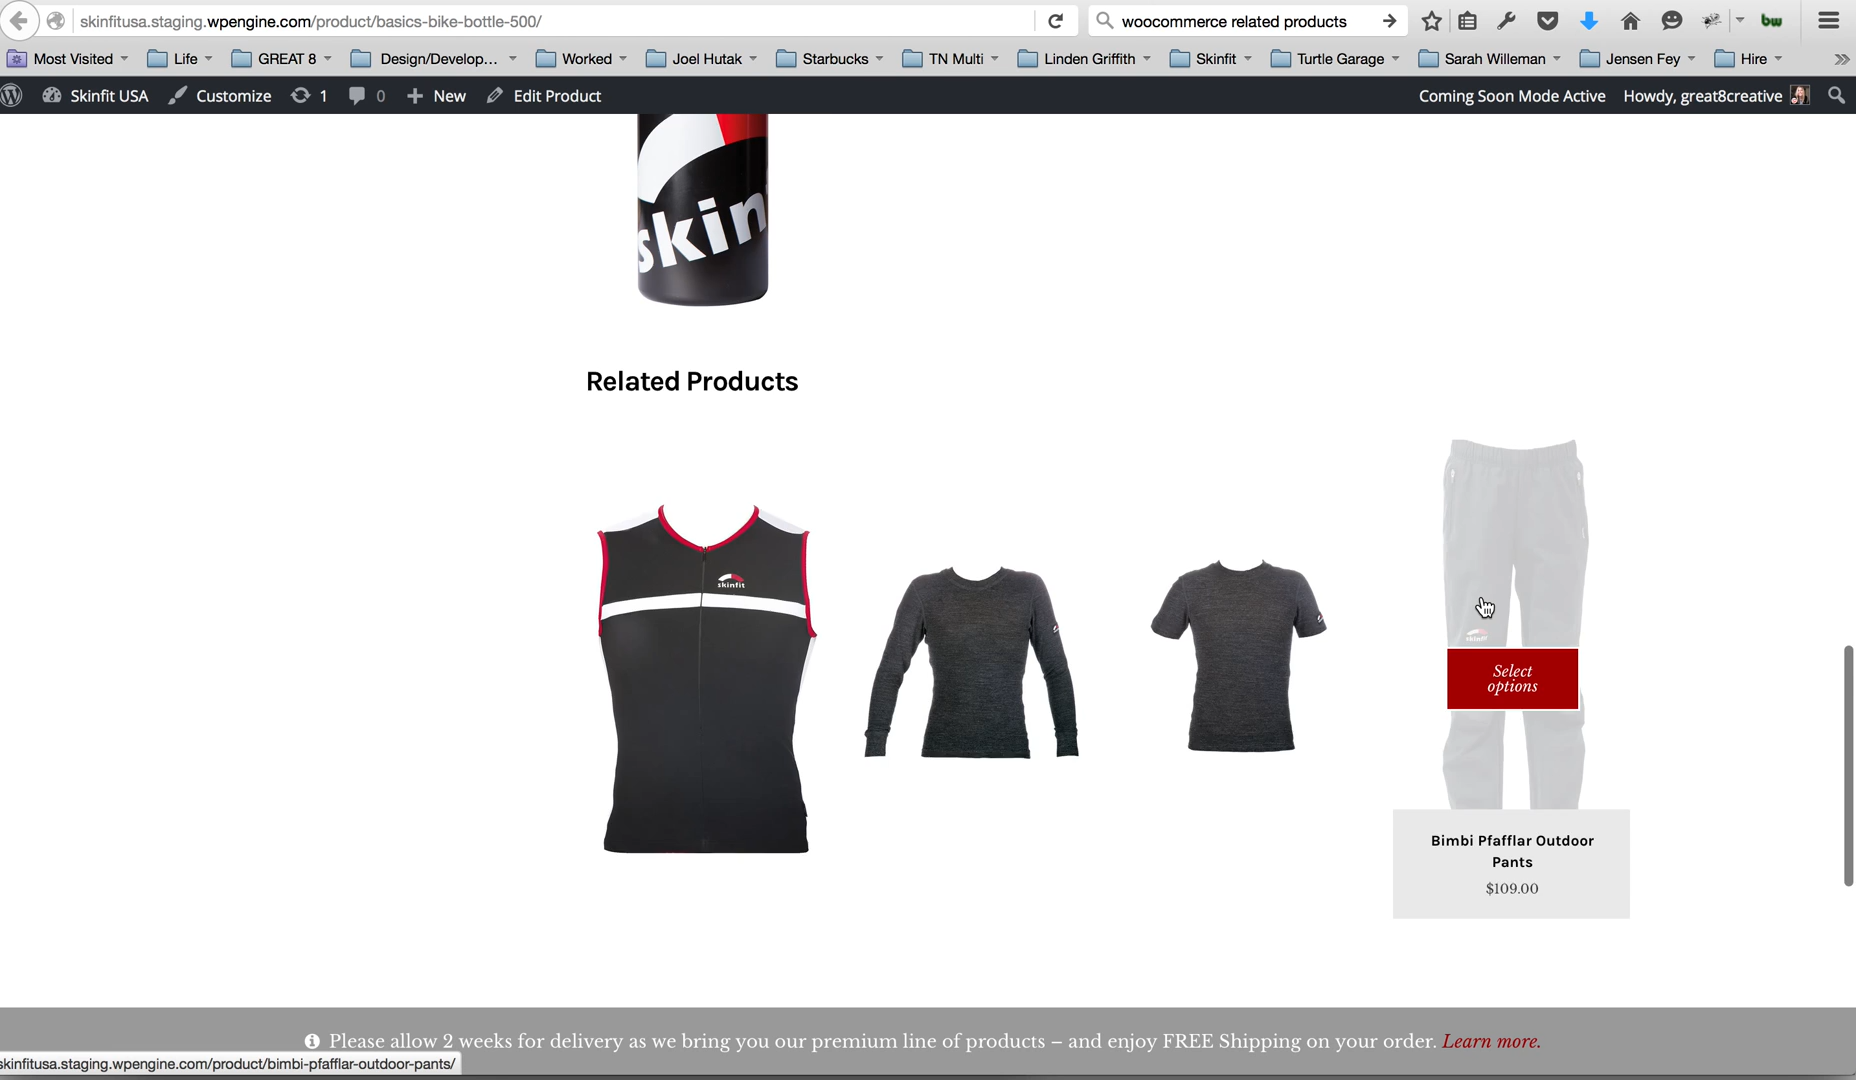 skinfitusa.staging.wpengine.com/product/basics-bike-bottle-500/
woocommerce related products
bw
Most Visited Life GREAT 8 Design/Develop... Worked Joel Hutak Starbucks TN Multi Linden Griffith Skinfit Turtle Garage Sarah Willeman Jensen Fey Hire
Skinfit USA Customize 1 0 New Edit Product Coming Soon Mode Active Howdy, great8creative
skin
Related Products
skinfit
skinfit
Select
options
Bimbi Pfafflar Outdoor
Pants
$109.00
Please allow 2 weeks for delivery as we bring you our premium line of products – and enjoy FREE Shipping on your order. Learn more.
skinfitusa.staging.wpengine.com/product/bimbi-pfafflar-outdoor-pants/